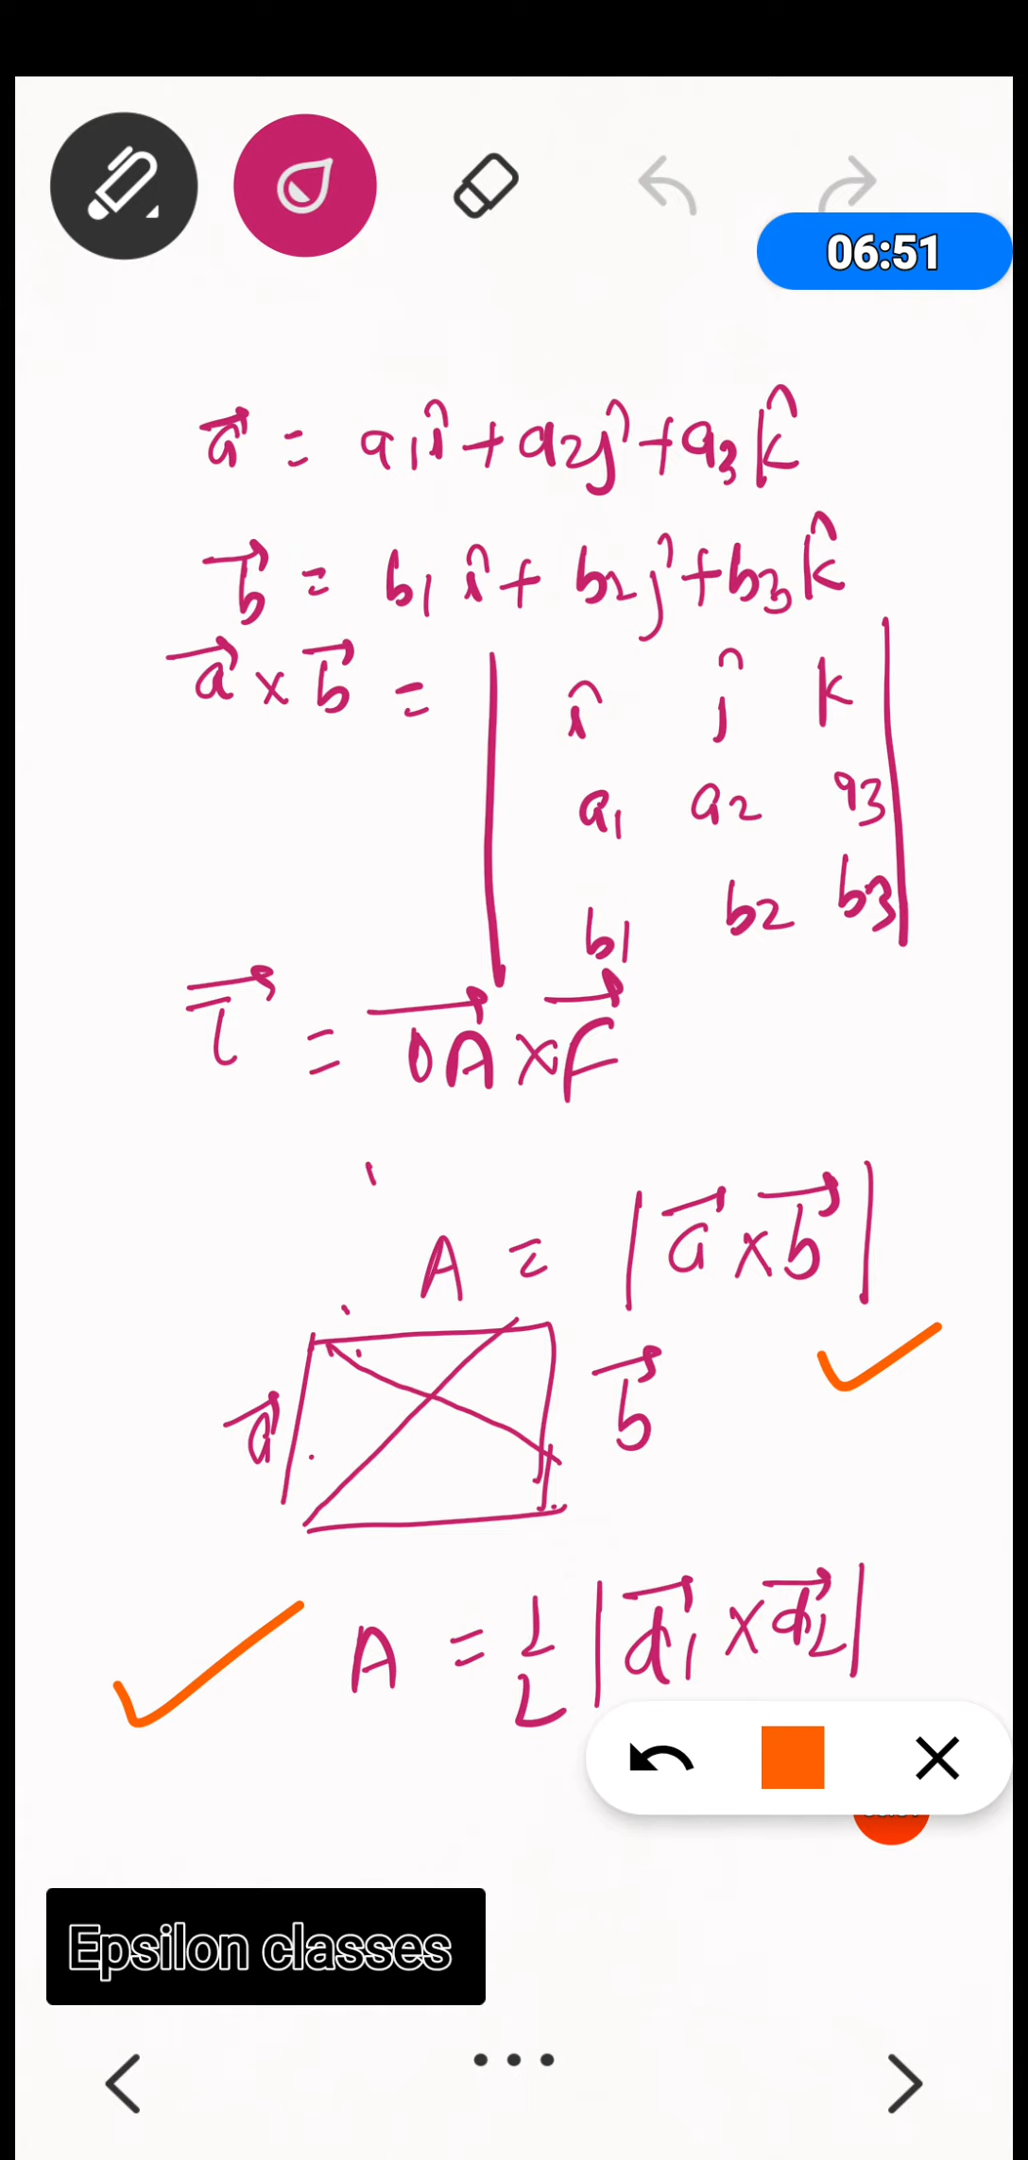 06:51
a⃗ = a1î + a2ĵ + a3k̂
b⃗ = b1 î + b2ĵ + b3k̂
a⃗ × b⃗ = | î ĵ k
a1 a2 a3
b1 b2 b3 |
τ⃗ = OA⃗ × F⃗
A = | a⃗ × b⃗ |
a⃗ b⃗
A = 1/2 | d⃗1 × d⃗2 |
Epsilon classes